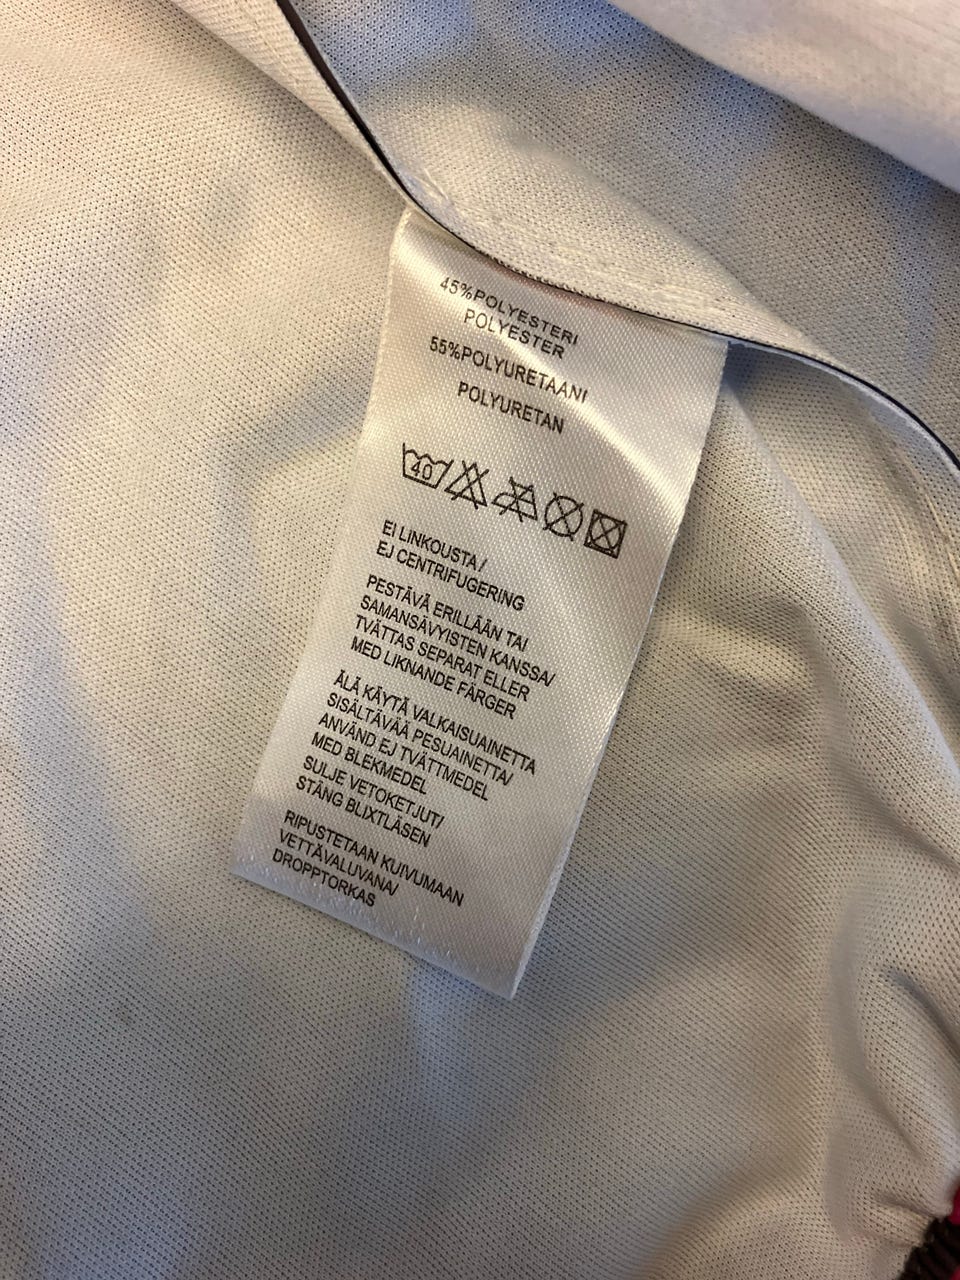 45%POLYESTERI
POLYESTER
55%POLYURETAANI
POLYURETAN
40
EI LINKOUSTA/
EJ CENTRIFUGERING
PESTÄVÄ ERILLÄÄN TAI
SAMANSÄVYISTEN KANSSA/
TVÄTTAS SEPARAT ELLER
MED LIKNANDE FÄRGER
ÄLÄ KÄYTÄ VALKAISUAINETTA
SISÄLTÄVÄÄ PESUAINETTA/
ANVÄND EJ TVÄTTMEDEL
MED BLEKMEDEL
SULJE VETOKETJUT/
STÄNG BLIXTLÄSEN
RIPUSTETAAN KUIVUMAAN
VETTÄVALUVANA/
DROPPTORKAS